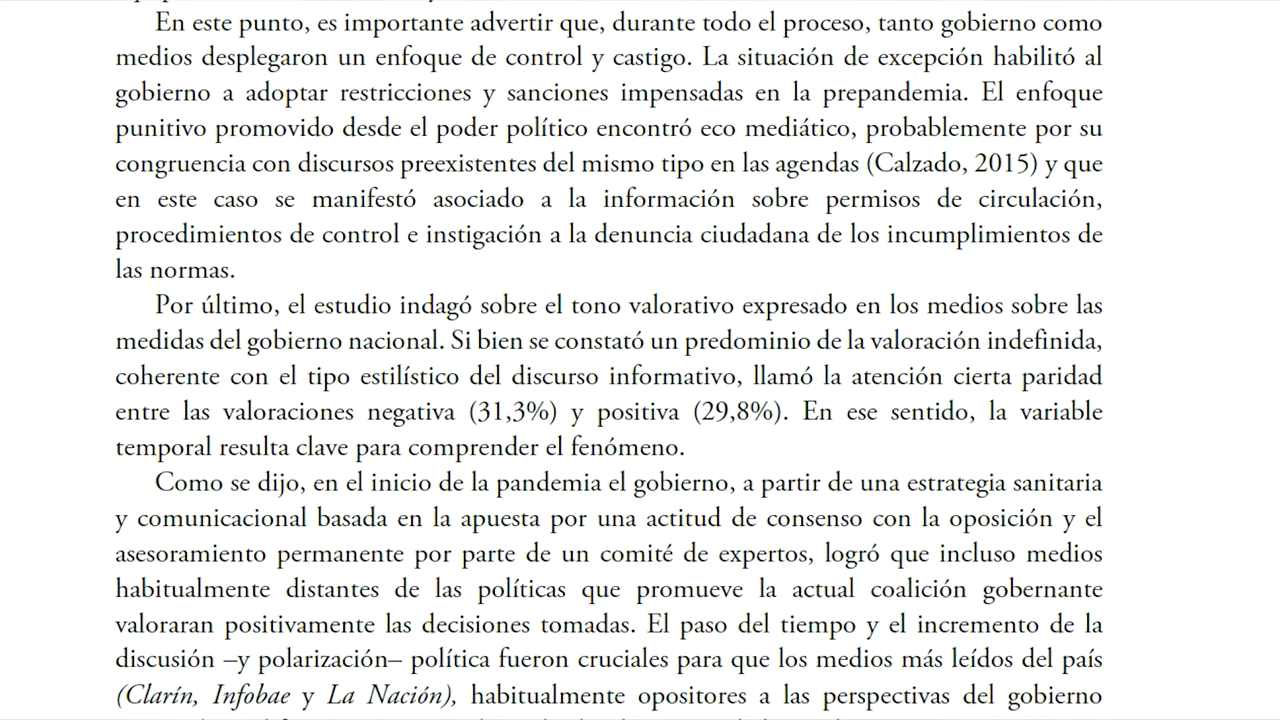 En este punto, es importante advertir que, durante todo el proceso, tanto gobierno como
medios desplegaron un enfoque de control y castigo. La situación de excepción habilitó al
gobierno a adoptar restricciones y sanciones impensadas en la prepandemia. El enfoque
punitivo promovido desde el poder político encontró eco mediático, probablemente por su
congruencia con discursos preexistentes del mismo tipo en las agendas (Calzado, 2015) y que
en este caso se manifestó asociado a la información sobre permisos de circulación,
procedimientos de control e instigación a la denuncia ciudadana de los incumplimientos de
las normas.
Por último, el estudio indagó sobre el tono valorativo expresado en los medios sobre las
medidas del gobierno nacional. Si bien se constató un predominio de la valoración indefinida,
coherente con el tipo estilístico del discurso informativo, llamó la atención cierta paridad
entre las valoraciones negativa (31,3%) y positiva (29,8%). En ese sentido, la variable
temporal resulta clave para comprender el fenómeno.
Como se dijo, en el inicio de la pandemia el gobierno, a partir de una estrategia sanitaria
y comunicacional basada en la apuesta por una actitud de consenso con la oposición y el
asesoramiento permanente por parte de un comité de expertos, logró que incluso medios
habitualmente distantes de las políticas que promueve la actual coalición gobernante
valoraran positivamente las decisiones tomadas. El paso del tiempo y el incremento de la
discusión –y polarización– política fueron cruciales para que los medios más leídos del país
(Clarín, Infobae y La Nación), habitualmente opositores a las perspectivas del gobierno